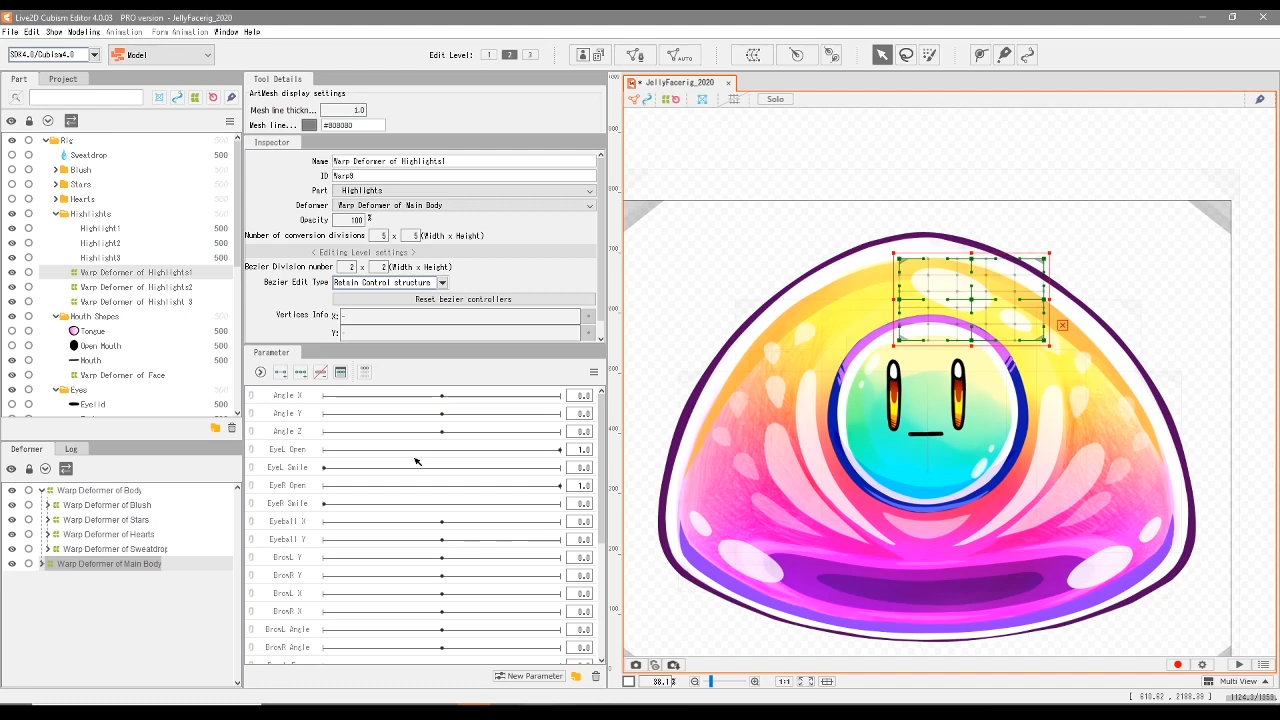 Live2D Cubism Editor 4.0.03 PRO version - JellyFacerig_2020
File Edit Show Modeling Animation Form Animation Window Help
SDK4.0/Cubism4.0 Model Edit Level: 1 2 3 AUTO
Part Project
Rig
Sweatdrop 500
Blush
Stars
Hearts
Highlights
Highlight1 500
Highlight2 500
Highlight3 500
Warp Deformer of Highlights1
Warp Deformer of Highlights2
Warp Deformer of Highlight 3
Mouth Shapes
Tongue 500
Open Mouth 500
Mouth 500
Warp Deformer of Face
Eyes
Eyelid 500
Deformer Log
Warp Deformer of Body
Warp Deformer of Blush
Warp Deformer of Stars
Warp Deformer of Hearts
Warp Deformer of Sweatdrop
Warp Deformer of Main Body
Tool Details
ArtMesh display settings
Mesh line thickn... 1.0
Mesh line... #808080
Inspector
Name Warp Deformer of Highlights1
ID Warp9
Part Highlights
Deformer Warp Deformer of Main Body
Opacity 100 %
Number of conversion divisions 5 x 5 (Width x Height)
< Editing Level settings >
Bezier Division number 2 x 2 (Width x Height)
Bezier Edit Type Retain Control structure
Reset bezier controllers
Vertices Info X: -
Y: -
Parameter
Angle X 0.0
Angle Y 0.0
Angle Z 0.0
EyeL Open 1.0
EyeL Smile 0.0
EyeR Open 1.0
EyeR Smile 0.0
Eyeball X 0.0
Eyeball Y 0.0
BrowL Y 0.0
BrowR Y 0.0
BrowL X 0.0
BrowR X 0.0
BrowL Angle 0.0
BrowR Angle 0.0
New Parameter
* JellyFacerig_2020
Solo
800
700
600
500
400
300
200
100
0
1:1
Multi View